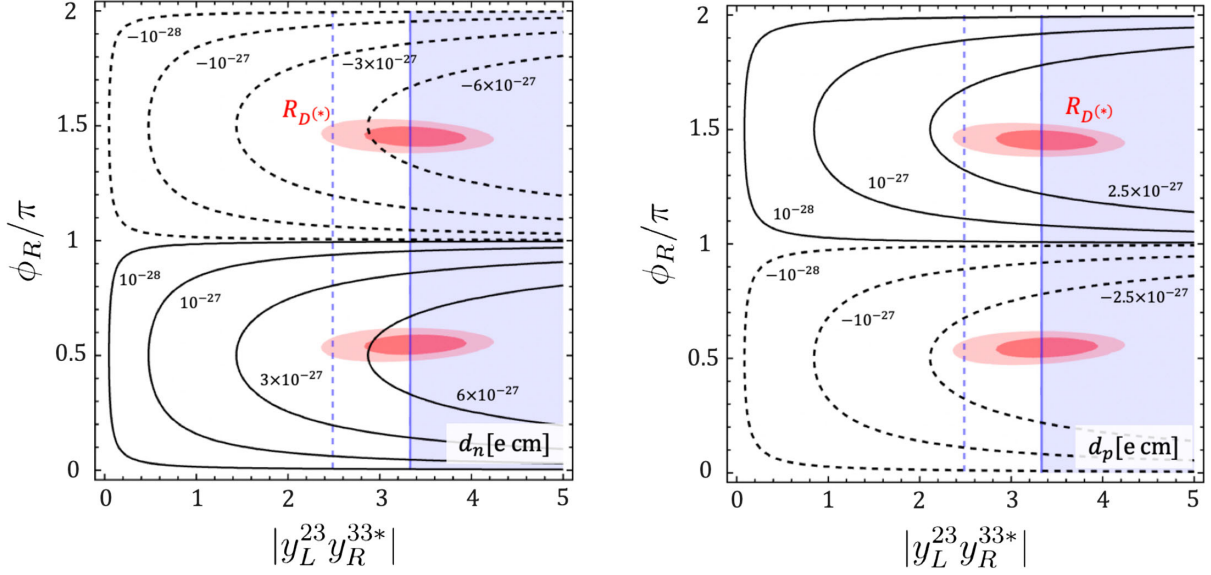 2
1.5
1
0.5
0
0 1 2 3 4 5
ϕ_R/π
|y_L^{23} y_R^{33*}|
−10^{−28}
−10^{−27}
−3×10^{−27}
−6×10^{−27}
R_{D^{(*)}}
10^{−28}
10^{−27}
3×10^{−27}
6×10^{−27}
d_n[e cm]
2
1.5
1
0.5
0
0 1 2 3 4 5
ϕ_R/π
|y_L^{23} y_R^{33*}|
R_{D^{(*)}}
10^{−27}
2.5×10^{−27}
10^{−28}
−10^{−28}
−10^{−27}
−2.5×10^{−27}
d_p[e cm]